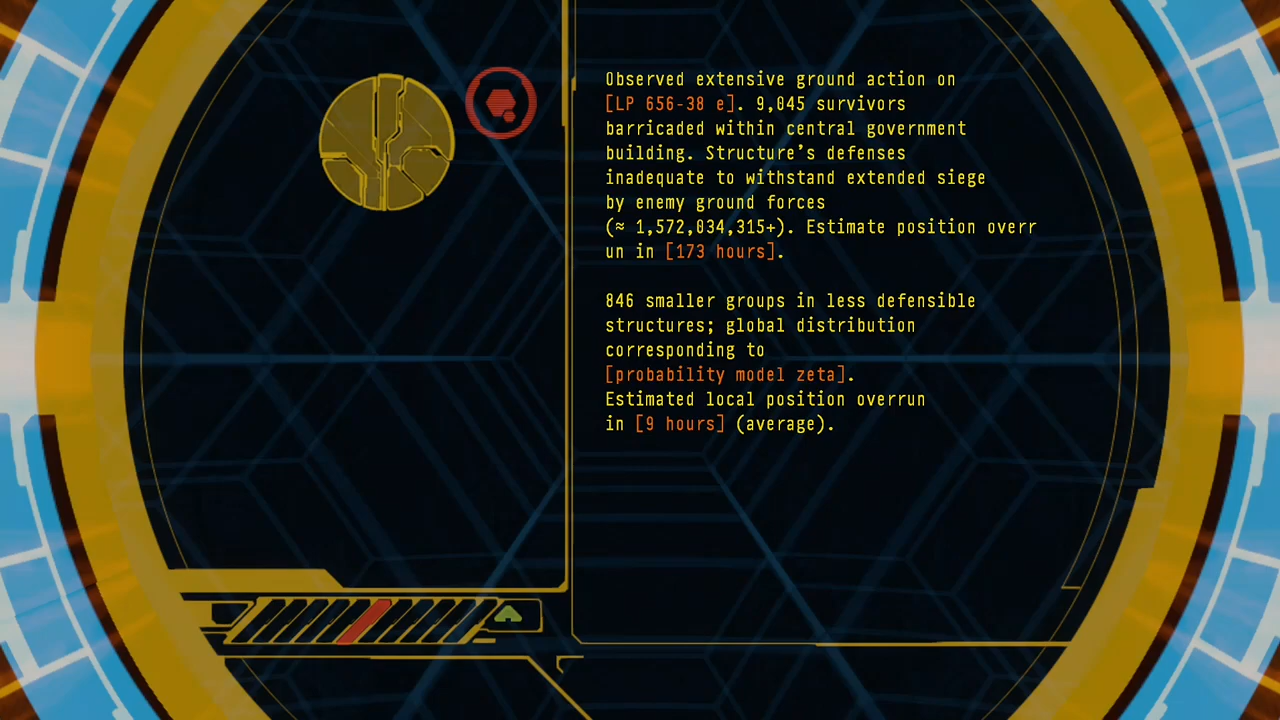 Observed extensive ground action on
[LP 656-38 e]. 9,045 survivors
barricaded within central government
building. Structure’s defenses
inadequate to withstand extended siege
by enemy ground forces
(≈ 1,572,034,315+). Estimate position overr
un in [173 hours].
846 smaller groups in less defensible
structures; global distribution
corresponding to
[probability model zeta].
Estimated local position overrun
in [9 hours] (average).